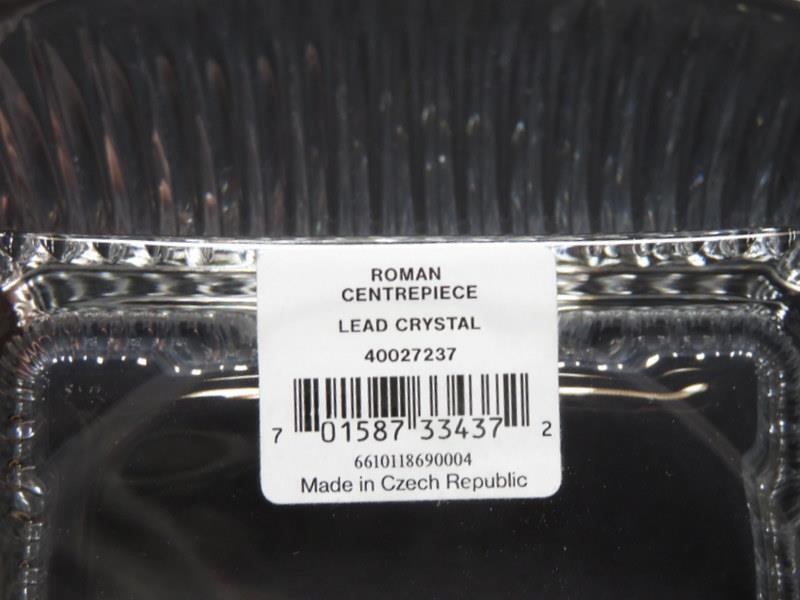 ROMAN
CENTREPIECE
LEAD CRYSTAL
40027237
7 01587 33437 2
6610118690004
Made in Czech Republic